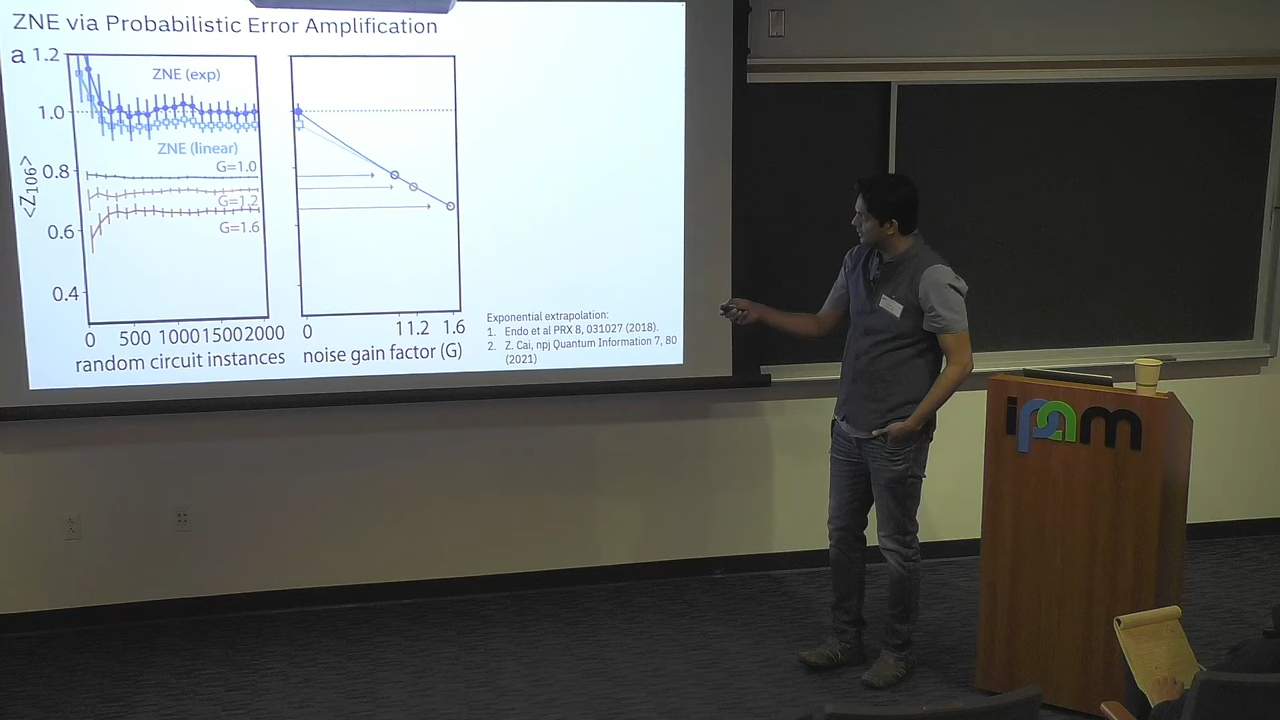 ZNE via Probabilistic Error Amplification
a
1.2
1.0
0.8
0.6
0.4
<Z106>
ZNE (exp)
ZNE (linear)
G=1.0
G=1.2
G=1.6
0 500 1000 1500 2000
random circuit instances
0 1 1.2 1.6
noise gain factor (G)
Exponential extrapolation:
1. Endo et al PRX 8, 031027 (2018).
2. Z. Cai, npj Quantum Information 7, 80
(2021)
ipam